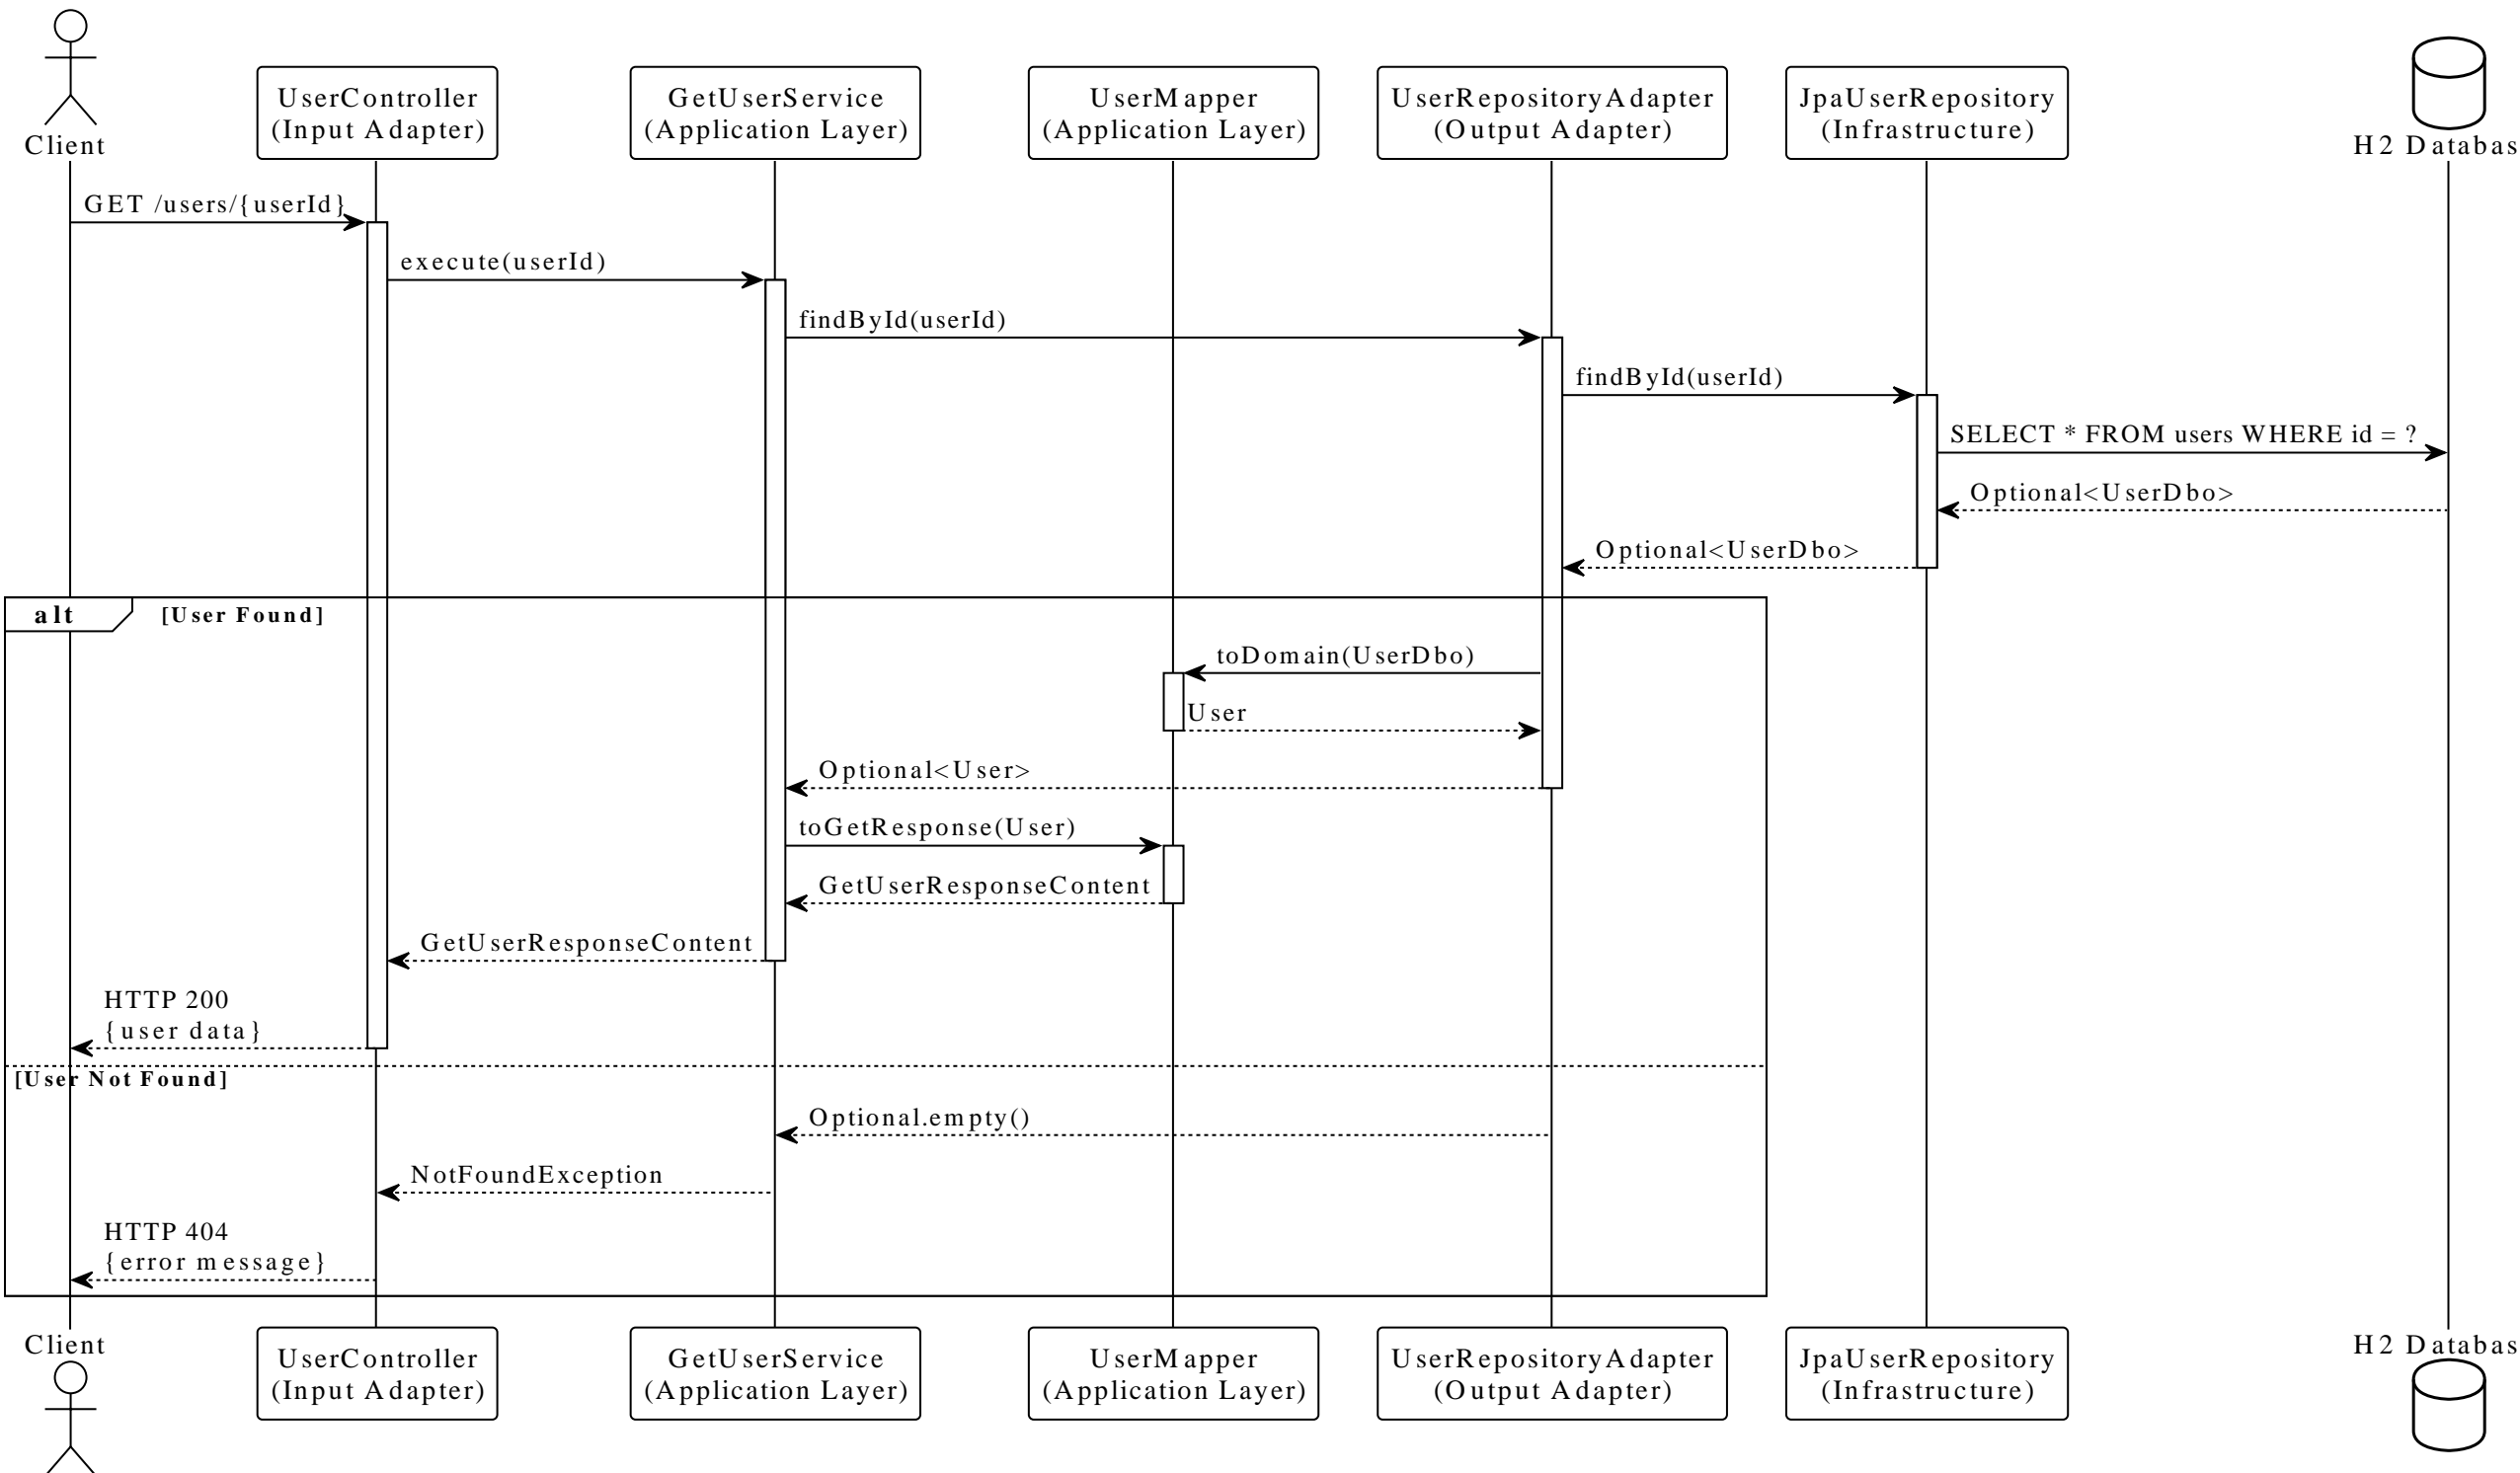 Client
UserController
(Input Adapter)
GetUserService
(Application Layer)
UserMapper
(Application Layer)
UserRepositoryAdapter
(Output Adapter)
JpaUserRepository
(Infrastructure)
H2 Databas
GET /users/{userId}
execute(userId)
findById(userId)
findById(userId)
SELECT * FROM users WHERE id = ?
Optional<UserDbo>
Optional<UserDbo>
alt [User Found]
toDomain(UserDbo)
User
Optional<User>
toGetResponse(User)
GetUserResponseContent
GetUserResponseContent
HTTP 200
{user data}
[User Not Found]
Optional.empty()
NotFoundException
HTTP 404
{error message}
Client
UserController
(Input Adapter)
GetUserService
(Application Layer)
UserMapper
(Application Layer)
UserRepositoryAdapter
(Output Adapter)
JpaUserRepository
(Infrastructure)
H2 Databas